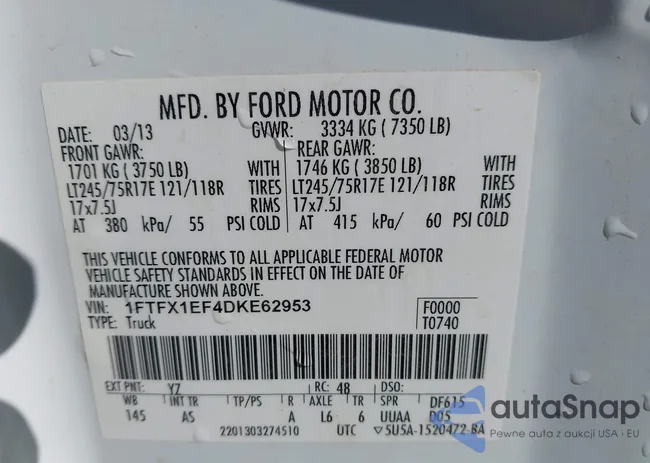 MFD. BY FORD MOTOR CO.
DATE: 03/13 GVWR: 3334 KG ( 7350 LB)
FRONT GAWR: REAR GAWR:
1701 KG ( 3750 LB) WITH 1746 KG ( 3850 LB) WITH
LT245/75R17E 121/118R TIRES LT245/75R17E 121/118R TIRES
17x7.5J RIMS 17x7.5J RIMS
AT 380 kPa/ 55 PSI COLD AT 415 kPa/ 60 PSI COLD
THIS VEHICLE CONFORMS TO ALL APPLICABLE FEDERAL MOTOR
VEHICLE SAFETY STANDARDS IN EFFECT ON THE DATE OF
MANUFACTURE SHOWN ABOVE.
VIN: 1FTFX1EF4DKE62953 F0000
TYPE: Truck T0740
EXT PNT: YZ RC: 48 DSO:
WB INT TR TP/PS R AXLE TR SPR DF615
145 AS A L6 6 UUAA D05
2201303274510 UTC ▽5U5A-1520472-BA
autoSnap
Pewne auta z aukcji USA i EU